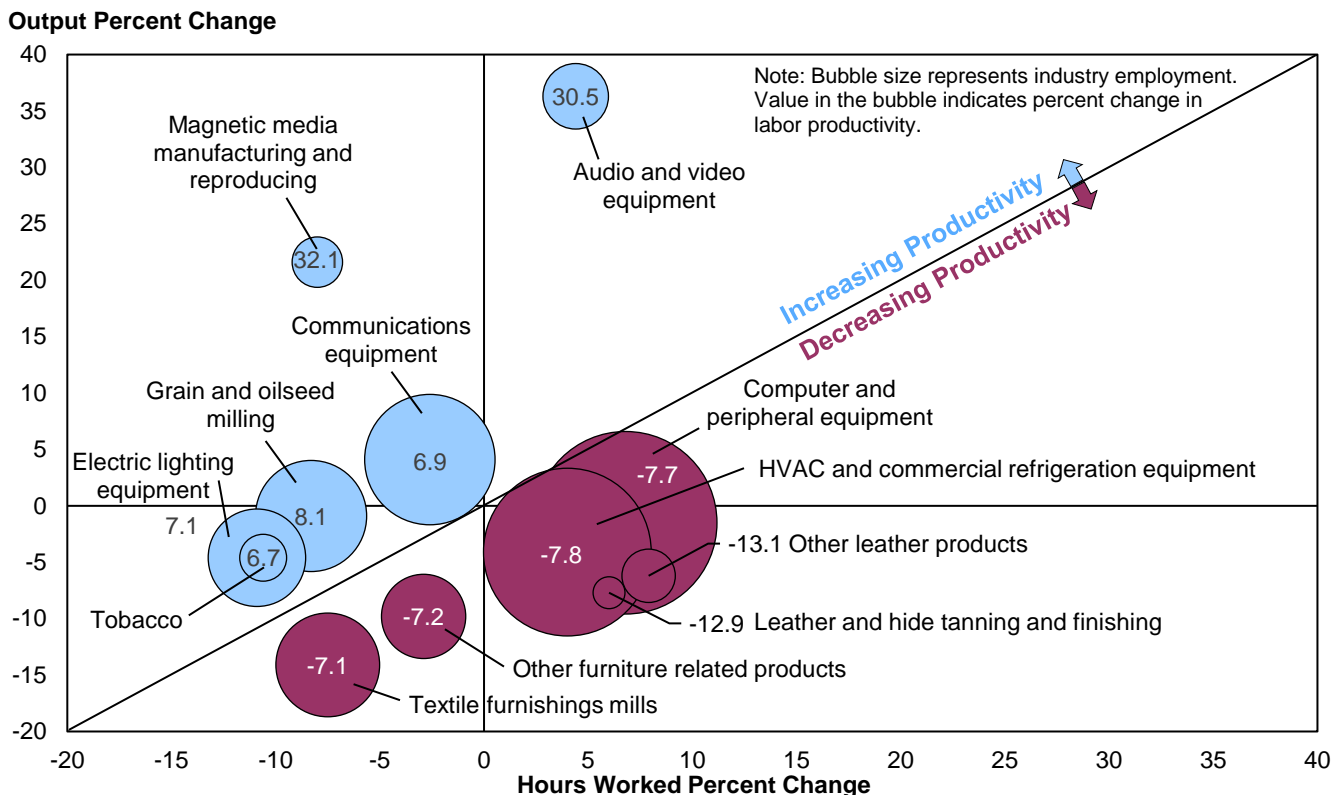 Output Percent Change
40
35
30
25
20
15
10
5
0
-5
-10
-15
-20
-20
-15
-10
-5
0
5
10
15
20
25
30
35
40
Hours Worked Percent Change
Note: Bubble size represents industry employment.
Value in the bubble indicates percent change in
labor productivity.
30.5
Audio and video
equipment
Magnetic media
manufacturing and
reproducing
32.1
Increasing Productivity
Decreasing Productivity
Communications
equipment
6.9
Grain and oilseed
milling
8.1
Electric lighting
equipment
7.1
6.7
Tobacco
Computer and
peripheral equipment
-7.7
HVAC and commercial refrigeration equipment
-7.8
-13.1 Other leather products
-12.9 Leather and hide tanning and finishing
-7.2
Other furniture related products
-7.1
Textile furnishings mills